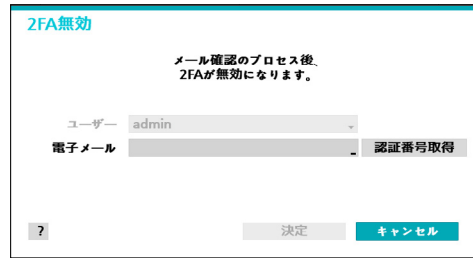 2FA無効
メール確認のプロセス後、
2FAが無効になります。
ユーザー admin
電子メール 認証番号取得
? 決定 キャンセル